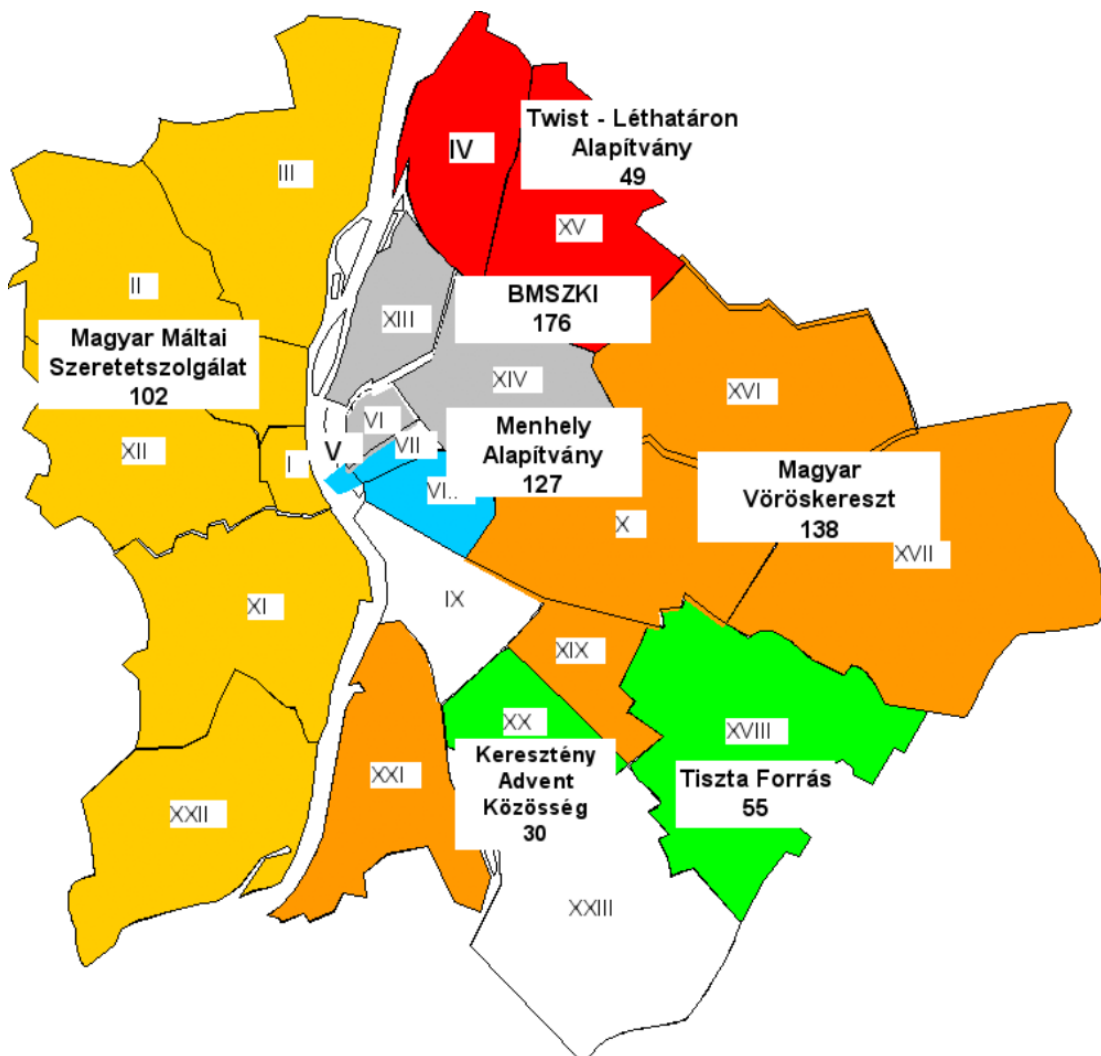 IV
Twist - Léthatáron
Alapítvány
49
III
XV
II
BMSZKI
176
XIII
Magyar Máltai
Szeretetszolgálat
102
XIV
XVI
VI
Menhely
Alapítvány
127
XII
I
V
VII
Magyar
Vöröskereszt
138
X
XVII
XI
IX
XIX
XX
XVIII
Keresztény
Advent
Közösség
30
XXI
Tiszta Forrás
55
XXII
XXIII